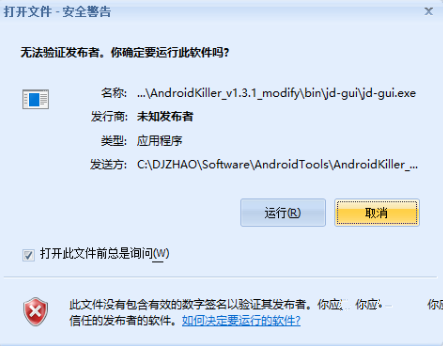 打开文件 - 安全警告
无法验证发布者。你确定要运行此软件吗?
名称: ...\AndroidKiller_v1.3.1_modify\bin\jd-gui\jd-gui.exe
发行商: 未知发布者
类型: 应用程序
发送方: C:\DJZHAO\Software\AndroidTools\AndroidKiller_...
运行(R) 取消
打开此文件前总是询问(W)
此文件没有包含有效的数字签名以验证其发布者。你应 你应 你应
信任的发布者的软件。如何决定要运行的软件?